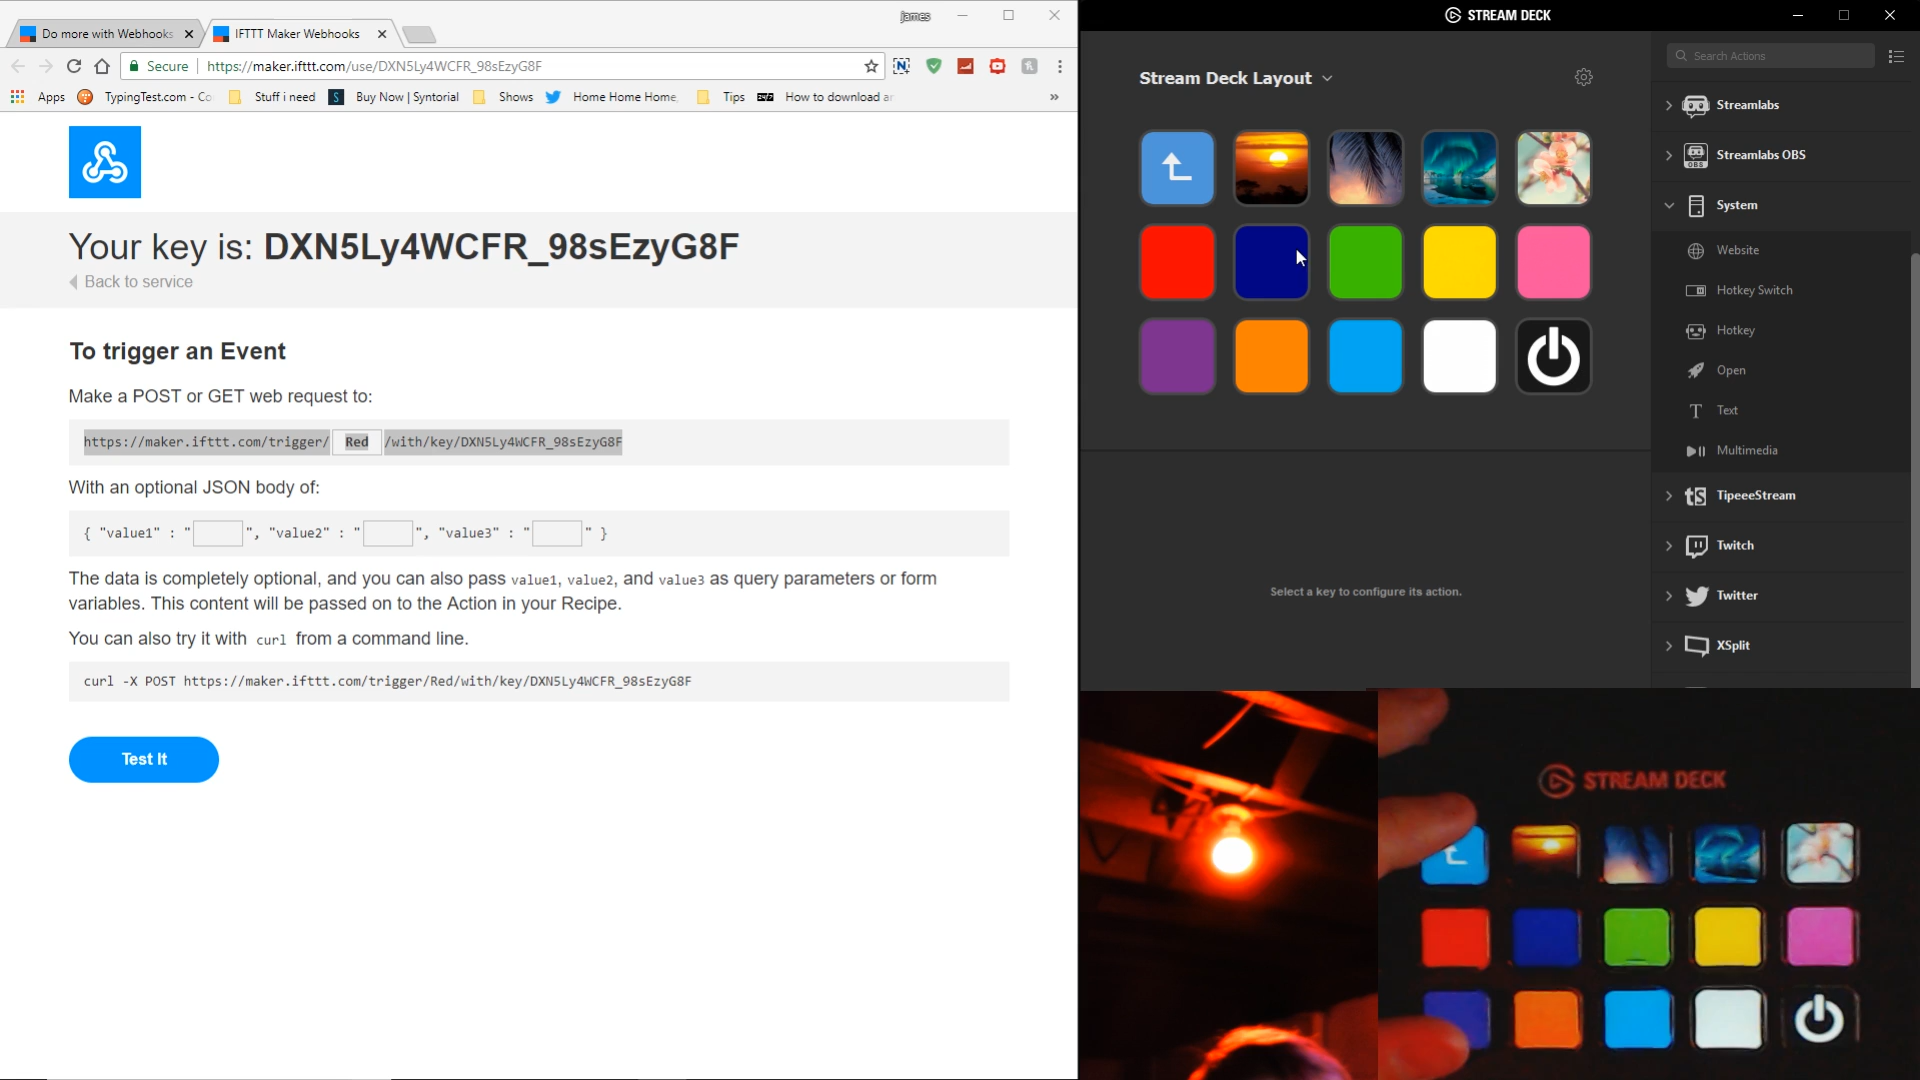 james
Do more with Webhooks
IFTTT Maker Webhooks
Secure
https://maker.ifttt.com/use/DXN5Ly4WCFR_98sEzyG8F
Apps
TypingTest.com - Co
Stuff i need
Buy Now | Syntorial
Shows
Home Home Home,
Tips
How to download ar
Your key is: DXN5Ly4WCFR_98sEzyG8F
Back to service
To trigger an Event
Make a POST or GET web request to:
https://maker.ifttt.com/trigger/ Red /with/key/DXN5Ly4WCFR_98sEzyG8F
With an optional JSON body of:
{ "value1" : "", "value2" : "", "value3" : "" }
The data is completely optional, and you can also pass value1, value2, and value3 as query parameters or form
variables. This content will be passed on to the Action in your Recipe.
You can also try it with curl from a command line.
curl -X POST https://maker.ifttt.com/trigger/Red/with/key/DXN5Ly4WCFR_98sEzyG8F
Test It
STREAM DECK
Stream Deck Layout
Select a key to configure its action.
Search Actions
Streamlabs
Streamlabs OBS
System
Website
Hotkey Switch
Hotkey
Open
Text
Multimedia
TipeeeStream
Twitch
Twitter
XSplit
STREAM DECK